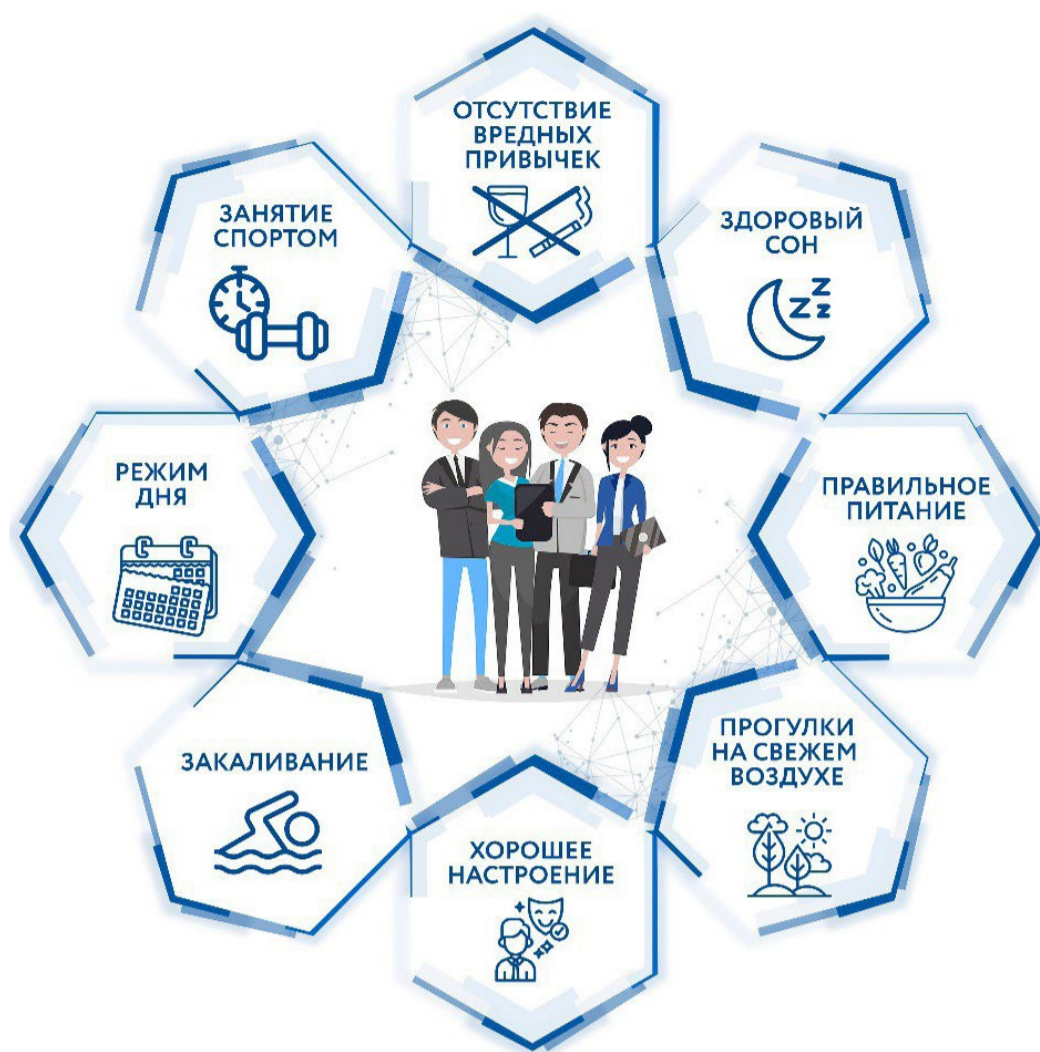 ОТСУТСТВИЕ
ВРЕДНЫХ
ПРИВЫЧЕК
ЗДОРОВЫЙ
СОН
ПРАВИЛЬНОЕ
ПИТАНИЕ
ПРОГУЛКИ
НА СВЕЖЕМ
ВОЗДУХЕ
ХОРОШЕЕ
НАСТРОЕНИЕ
ЗАКАЛИВАНИЕ
РЕЖИМ
ДНЯ
ЗАНЯТИЕ
СПОРТОМ
Z
Z
Z